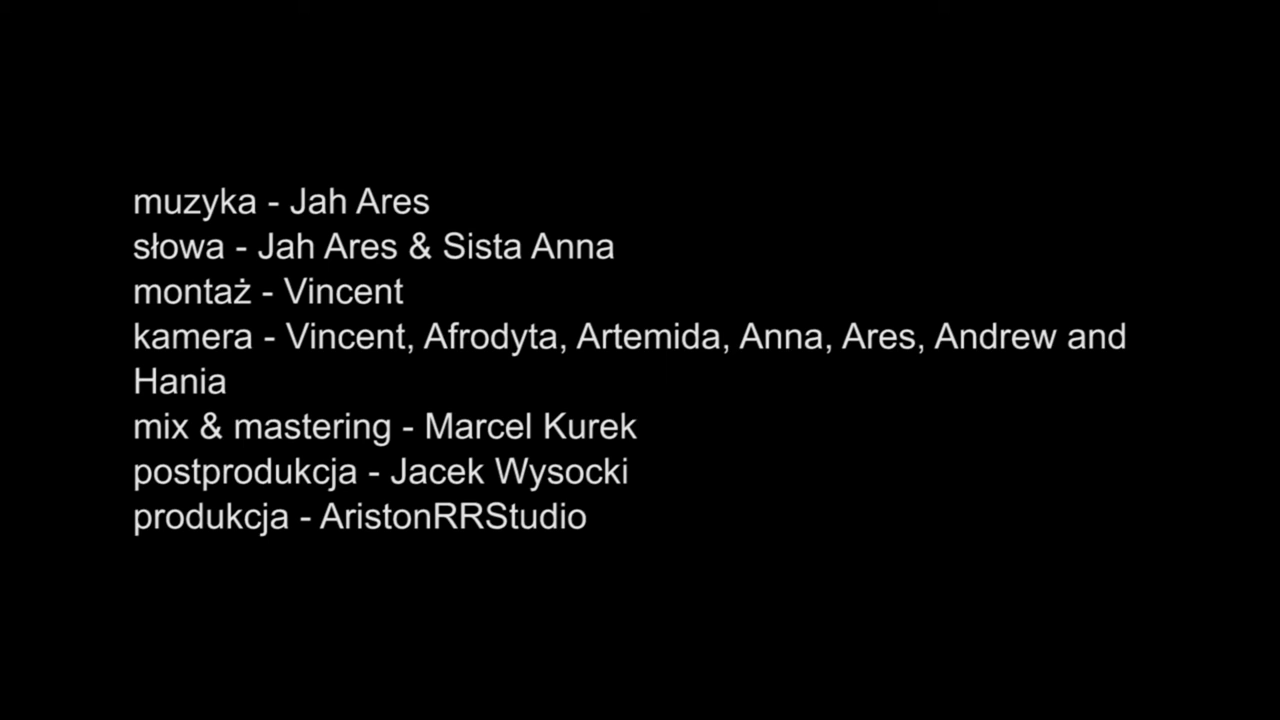 muzyka - Jah Ares
słowa - Jah Ares & Sista Anna
montaż - Vincent
kamera - Vincent, Afrodyta, Artemida, Anna, Ares, Andrew and
Hania
mix & mastering - Marcel Kurek
postprodukcja - Jacek Wysocki
produkcja - AristonRRStudio